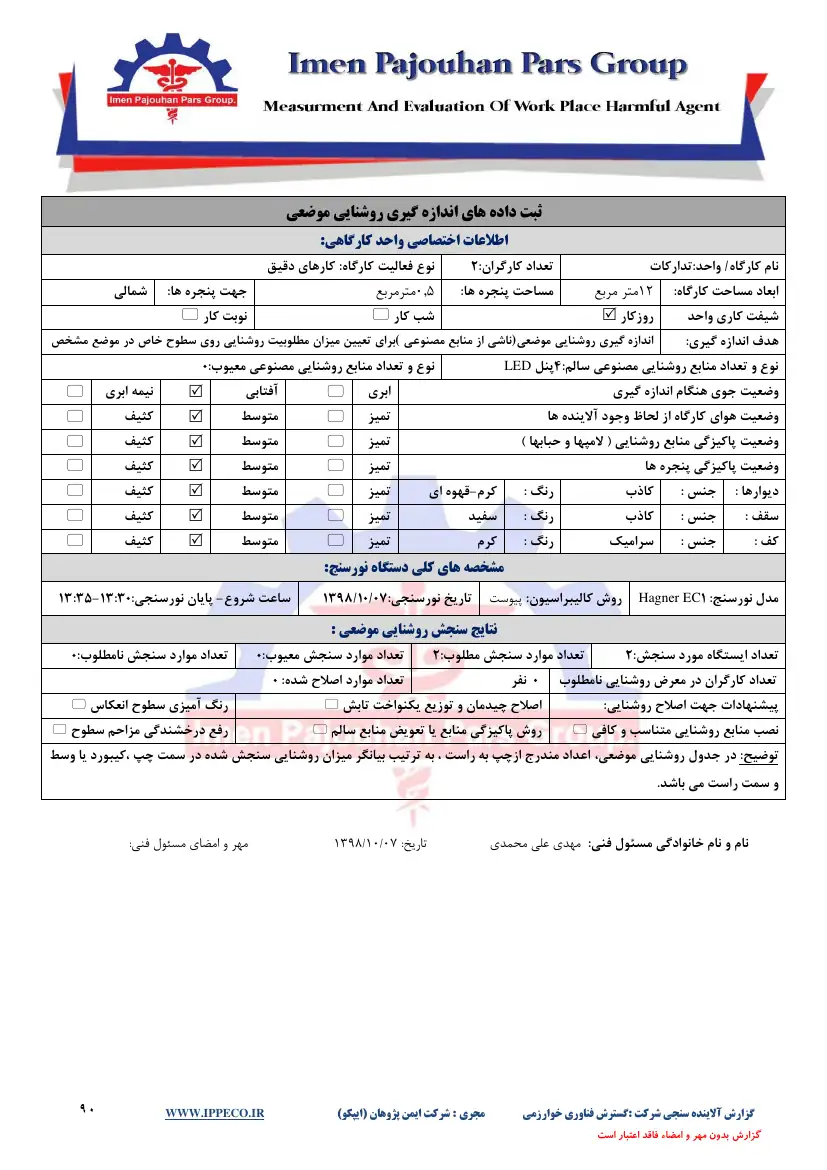 Imen Pajouhan Pars Group
Imen Pajouhan Pars Group.
Measurment And Evaluation Of Work Place Harmful Agent
ثبت داده های اندازه گیری روشنایی موضعی
اطلاعات اختصاصی واحد کارگاهی:
نام کارگاه/ واحد:تدارکات تعداد کارگران:۲ نوع فعالیت کارگاه: کارهای دقیق
ابعاد مساحت کارگاه: ۱۲متر مربع مساحت پنجره ها: ۰,۵مترمربع جهت پنجره ها: شمالی
شیفت کاری واحد روزکار ☑ شب کار ☐ نوبت کار ☐
هدف اندازه گیری: اندازه گیری روشنایی موضعی(ناشی از منابع مصنوعی )برای تعیین میزان مطلوبیت روشنایی روی سطوح خاص در موضع مشخص
نوع و تعداد منابع روشنایی مصنوعی سالم:۴پنل LED نوع و تعداد منابع روشنایی مصنوعی معیوب:۰
وضعیت جوی هنگام اندازه گیری ابری ☐ آفتابی ☑ نیمه ابری ☐
وضعیت هوای کارگاه از لحاظ وجود آلاینده ها تمیز ☐ متوسط ☑ کثیف ☐
وضعیت پاکیزگی منابع روشنایی ( لامپها و حبابها ) تمیز ☐ متوسط ☑ کثیف ☐
وضعیت پاکیزگی پنجره ها تمیز ☐ متوسط ☑ کثیف ☐
دیوارها : جنس : کاذب رنگ : کرم-قهوه ای تمیز ☐ متوسط ☑ کثیف ☐
سقف : جنس : کاذب رنگ : سفید تمیز ☐ متوسط ☑ کثیف ☐
کف : جنس : سرامیک رنگ : کرم تمیز ☐ متوسط ☑ کثیف ☐
مشخصه های کلی دستگاه نورسنج:
مدل نورسنج: Hagner EC۱ روش کالیبراسیون: پیوست تاریخ نورسنجی:۱۳۹۸/۱۰/۰۷ ساعت شروع- پایان نورسنجی:۱۳:۳۰-۱۳:۳۵
نتایج سنجش روشنایی موضعی :
تعداد ایستگاه مورد سنجش:۲ تعداد موارد سنجش مطلوب:۲ تعداد موارد سنجش معیوب:۰ تعداد موارد سنجش نامطلوب:۰
تعداد کارگران در معرض روشنایی نامطلوب ۰ نفر تعداد موارد اصلاح شده: ۰
پیشنهادات جهت اصلاح روشنایی: اصلاح چیدمان و توزیع یکنواخت تابش ☐ رنگ آمیزی سطوح انعکاس ☐
نصب منابع روشنایی متناسب و کافی ☐ روش پاکیزگی منابع یا تعویض منابع سالم ☐ رفع درخشندگی مزاحم سطوح ☐
توضیح: در جدول روشنایی موضعی، اعداد مندرج ازچپ به راست ، به ترتیب بیانگر میزان روشنایی سنجش شده در سمت چپ ،کیبورد یا وسط
و سمت راست می باشد.
Imen Pajouhan Pars Group.
نام و نام خانوادگی مسئول فنی: مهدی علی محمدی تاریخ: ۱۳۹۸/۱۰/۰۷ مهر و امضای مسئول فنی:
گزارش آلاینده سنجی شرکت :گسترش فناوری خوارزمی مجری : شرکت ایمن پژوهان (ایپکو) WWW.IPPECO.IR ۹۰
گزارش بدون مهر و امضاء فاقد اعتبار است